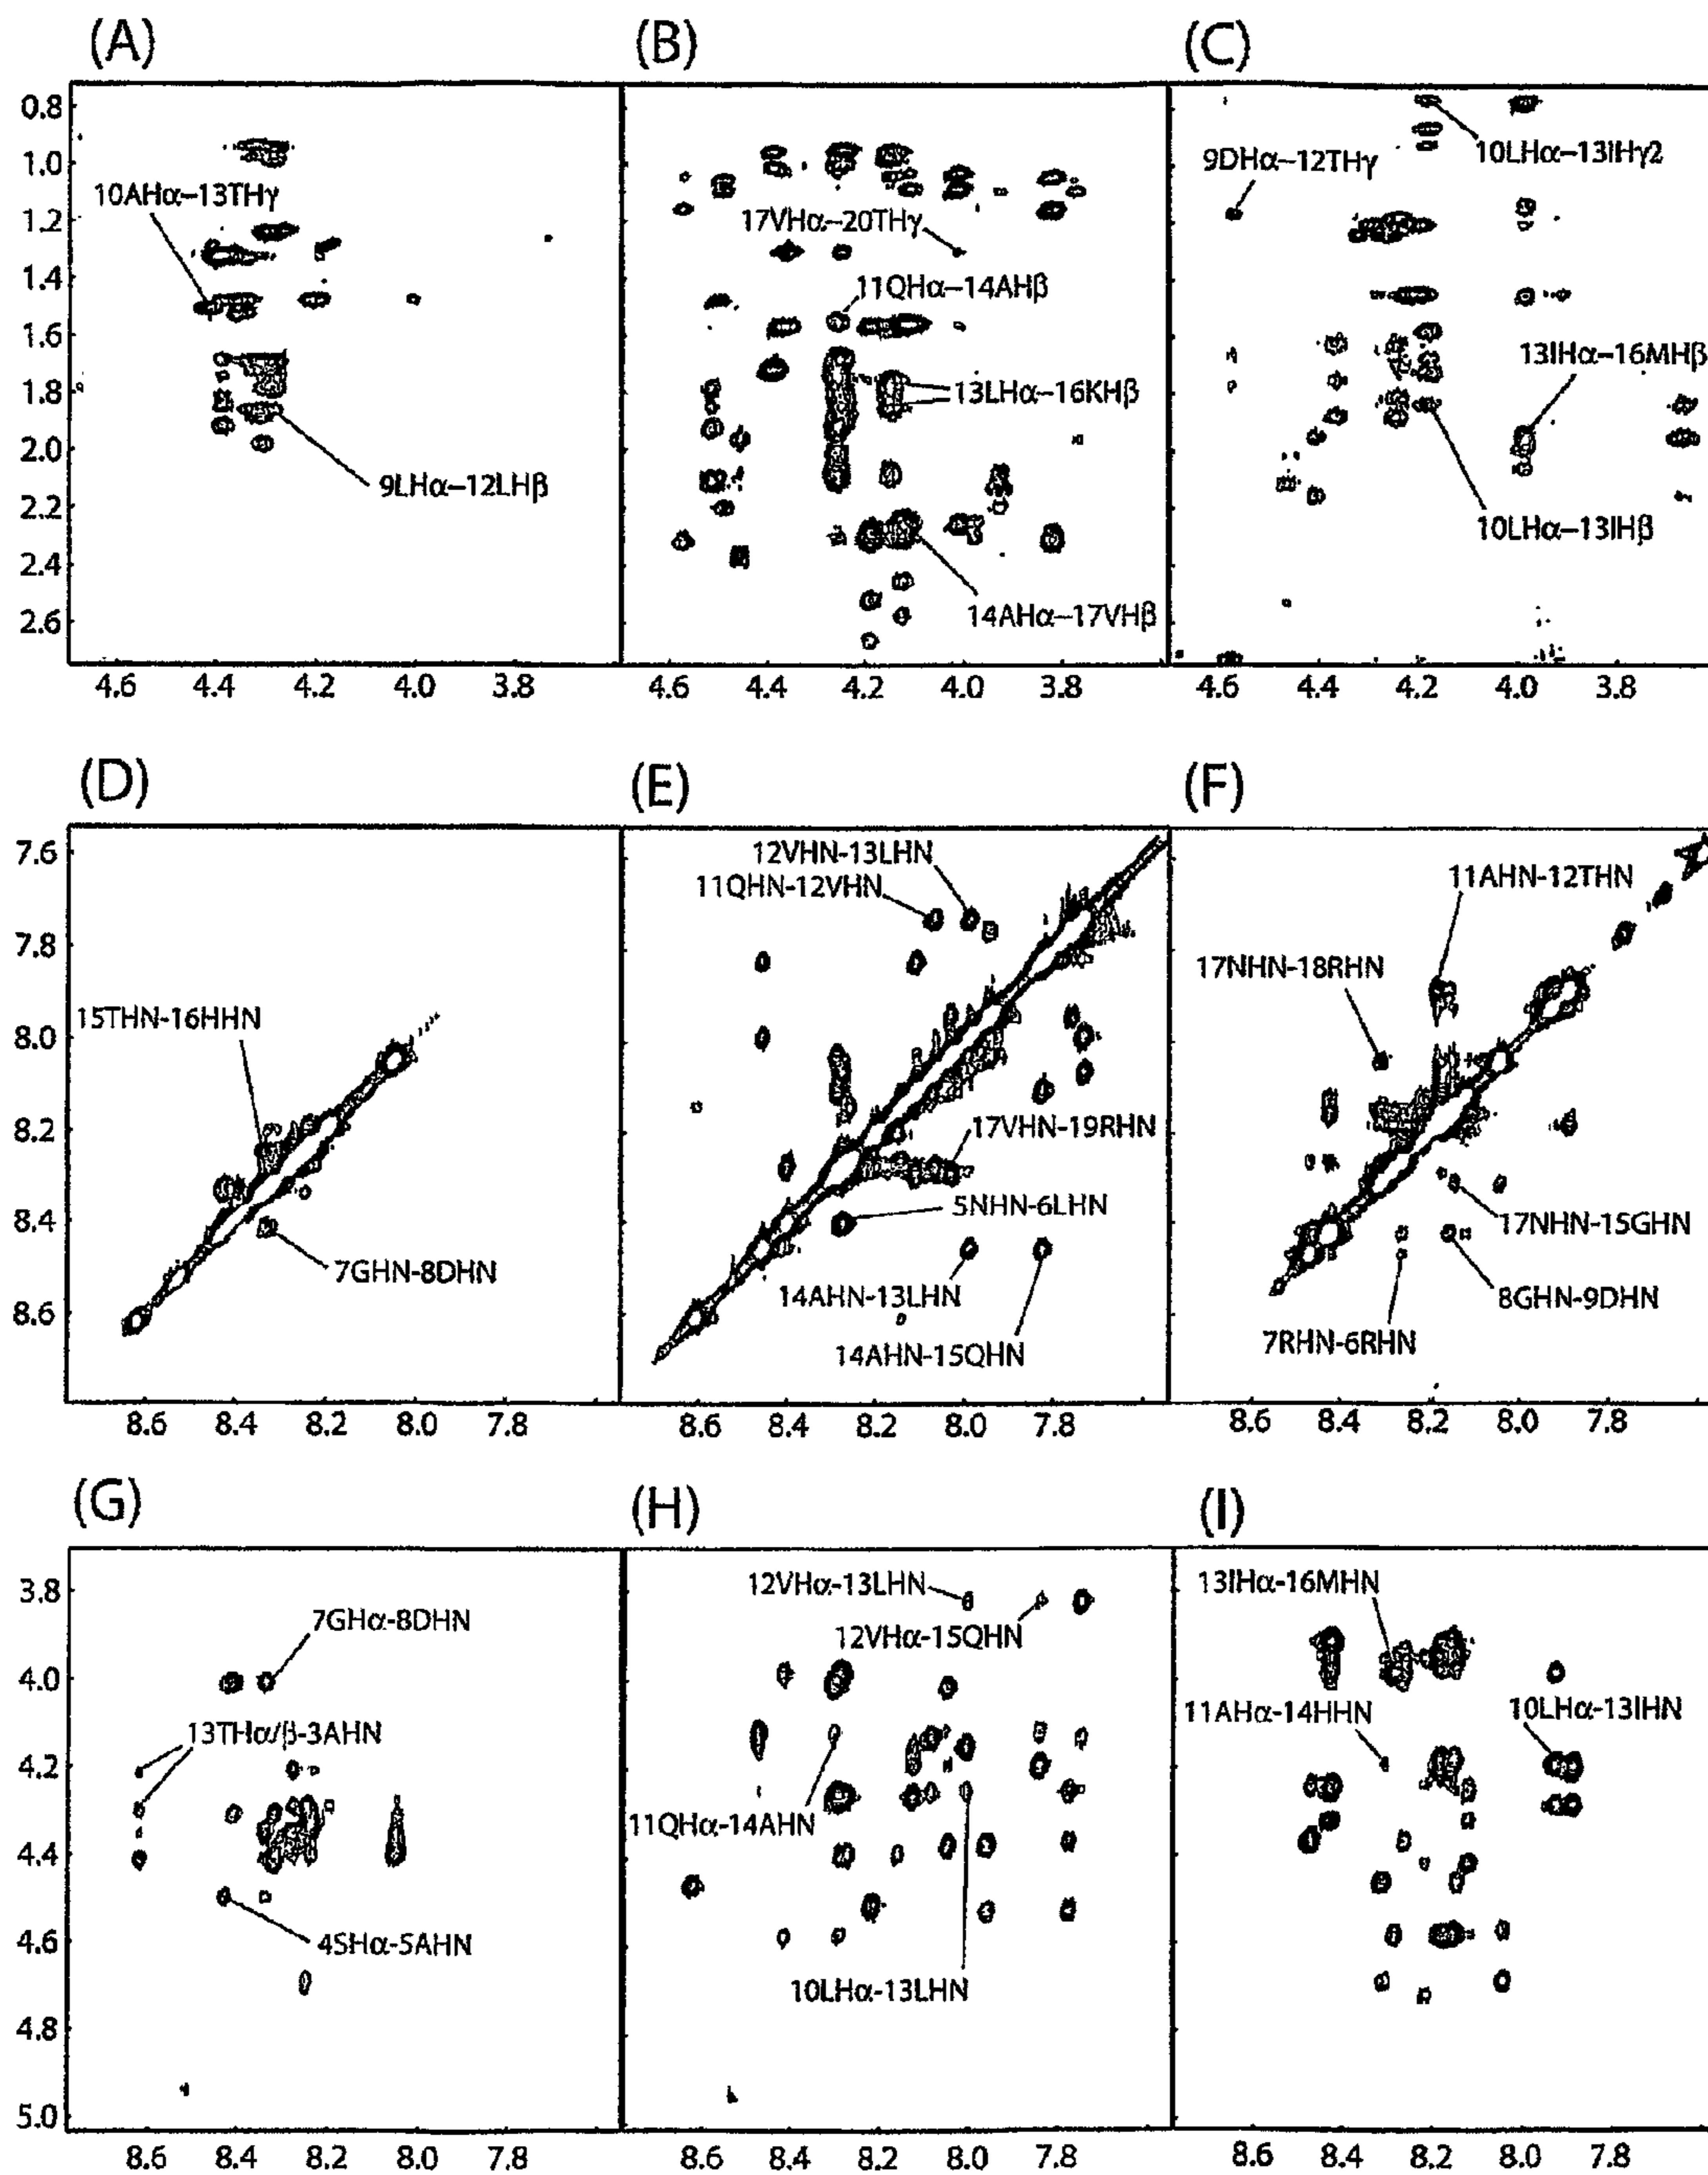 (A) (B) (C)
0.8
1.0
1.2
1.4
1.6
1.8
2.0
2.2
2.4
2.6
10AHα–13THγ
9LHα–12LHβ
4.6 4.4 4.2 4.0 3.8
17VHα–20THγ
11QHα–14AHβ
13LHα–16KHβ
14AHα–17VHβ
4.6 4.4 4.2 4.0 3.8
10LHα–13IHγ2
9DHα–12THγ
13IHα–16MHβ
10LHα–13IHβ
4.6 4.4 4.2 4.0 3.8
(D) (E) (F)
7.6
7.8
8.0
8.2
8.4
8.6
15THN-16HHN
7GHN-8DHN
8.6 8.4 8.2 8.0 7.8
12VHN-13LHN
11QHN-12VHN
17VHN-19RHN
5NHN-6LHN
14AHN-13LHN
14AHN-15QHN
8.6 8.4 8.2 8.0 7.8
11AHN-12THN
17NHN-18RHN
17NHN-15GHN
8GHN-9DHN
7RHN-6RHN
8.6 8.4 8.2 8.0 7.8
(G) (H) (I)
3.8
4.0
4.2
4.4
4.6
4.8
5.0
7GHα-8DHN
13THα/β-3AHN
4SHα-5AHN
8.6 8.4 8.2 8.0 7.8
12VHα-13LHN
12VHα-15QHN
11QHα-14AHN
10LHα-13LHN
8.6 8.4 8.2 8.0 7.8
13IHα-16MHN
11AHα-14HHN
10LHα-13IHN
8.6 8.4 8.2 8.0 7.8